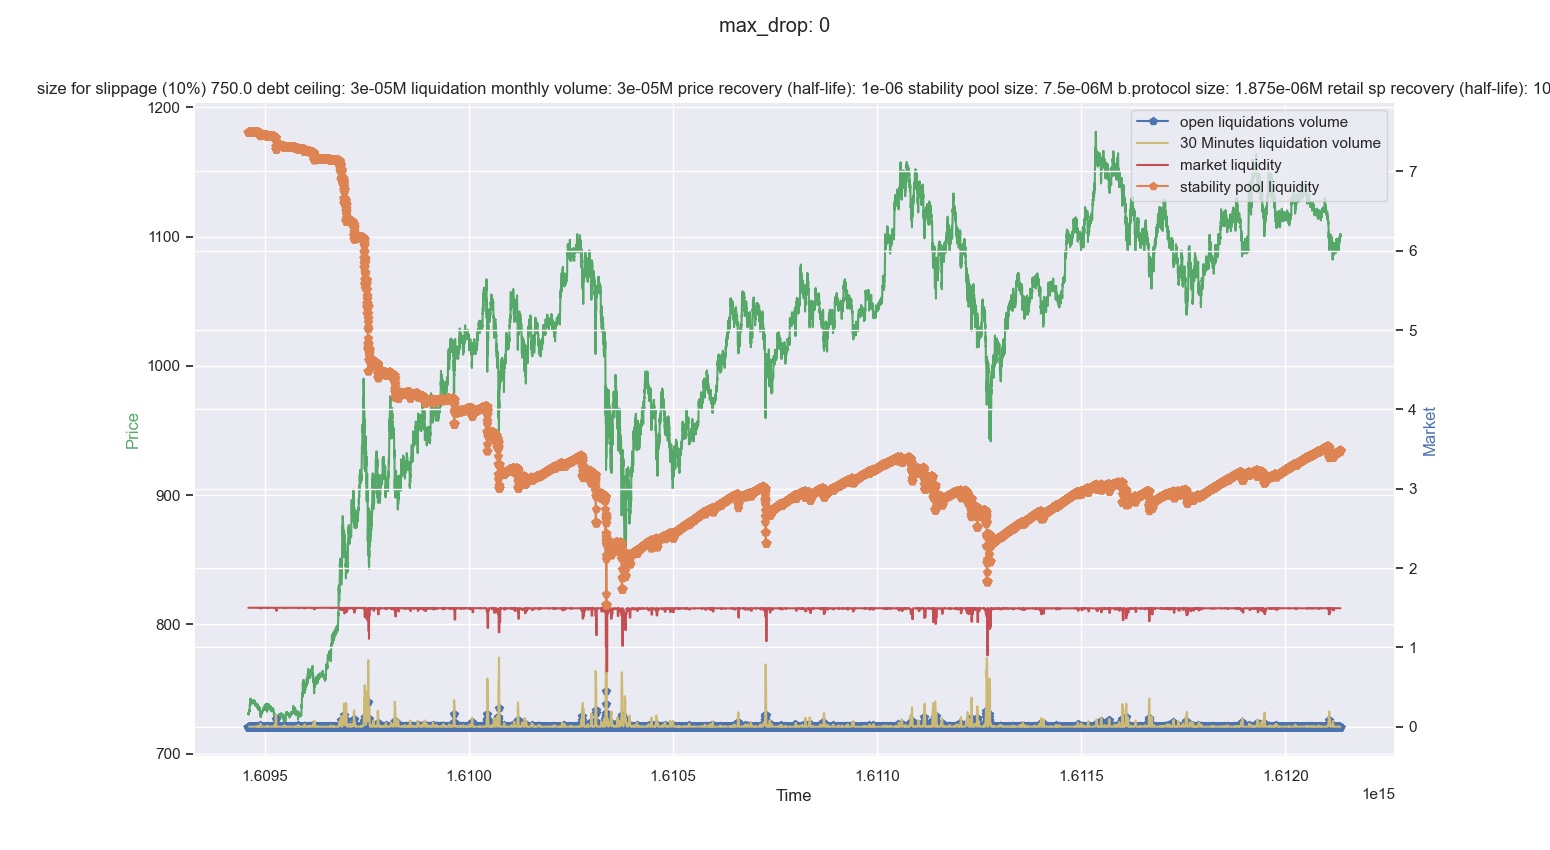 max_drop: 0
size for slippage (10%) 750.0 debt ceiling: 3e-05M liquidation monthly volume: 3e-05M price recovery (half-life): 1e-06 stability pool size: 7.5e-06M b.protocol size: 1.875e-06M retail sp recovery (half-life): 10
open liquidations volume
30 Minutes liquidation volume
market liquidity
stability pool liquidity
1200
1100
1000
900
800
700
Price
7
6
5
4
3
2
1
0
Market
1.6095
1.6100
1.6105
1.6110
1.6115
1.6120
1e15
Time